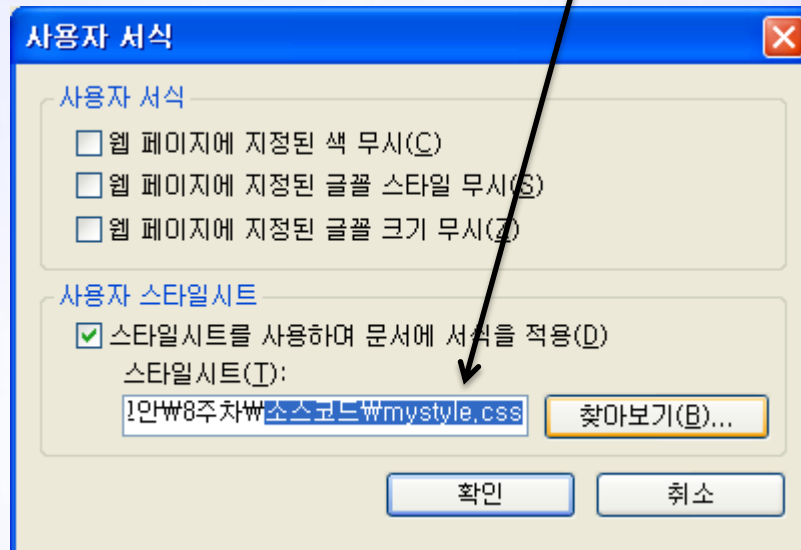 사용자 서식
사용자 서식
웹 페이지에 지정된 색 무시(C)
웹 페이지에 지정된 글꼴 스타일 무시(S)
웹 페이지에 지정된 글꼴 크기 무시(Z)
사용자 스타일시트
스타일시트를 사용하여 문서에 서식을 적용(D)
스타일시트(T):
안₩8주차₩소스코드₩mystyle.css
찾아보기(B)...
확인
취소